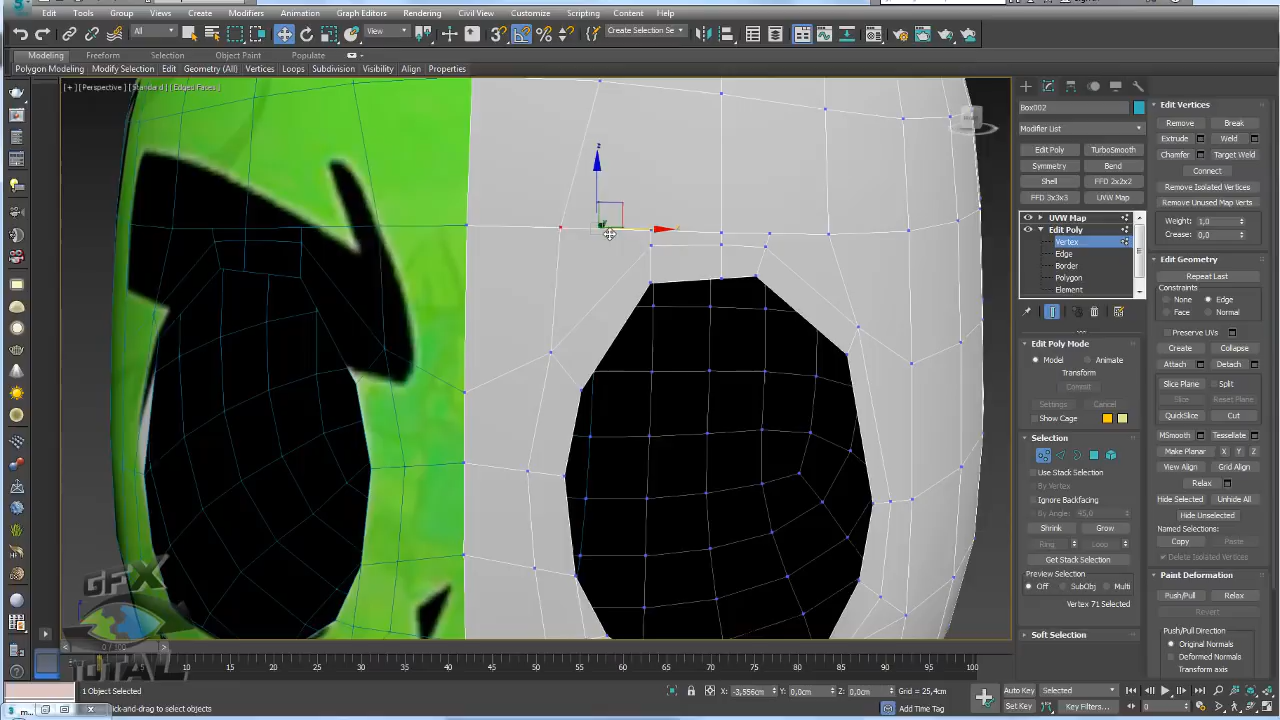 Edit Tools Group Views Create Modifiers Animation Graph Editors Rendering Civil View Customize Scripting Content Help
All View Create Selection Se
Modeling Freeform Selection Object Paint Populate
Polygon Modeling Modify Selection Edit Geometry (All) Vertices Loops Subdivision Visibility Align Properties
[+] [Perspective] [Standard] [Edged Faces]
z
Box002
Modifier List
Edit Poly TurboSmooth
Symmetry Bend
Shell FFD 2x2x2
FFD 3x3x3 UVW Map
UVW Map
Edit Poly
Vertex
Edge
Border
Polygon
Element
Edit Poly Mode
Model Animate
Transform
Commit
Settings Cancel
Show Cage
Selection
Use Stack Selection
By Vertex
Ignore Backfacing
By Angle: 45,0
Shrink Grow
Ring Loop
Get Stack Selection
Preview Selection
Off SubObj Multi
Vertex 71 Selected
Soft Selection
Edit Vertices
Remove Break
Extrude Weld
Chamfer Target Weld
Connect
Remove Isolated Vertices
Remove Unused Map Verts
Weight: 1,0
Crease: 0,0
Edit Geometry
Repeat Last
Constraints
None Edge
Face Normal
Preserve UVs
Create Collapse
Attach Detach
Slice Plane Split
Slice Reset Plane
QuickSlice Cut
MSmooth Tessellate
Make Planar X Y Z
View Align Grid Align
Relax
Hide Selected Unhide All
Hide Unselected
Named Selections:
Copy Paste
Delete Isolated Vertices
Paint Deformation
Push/Pull Relax
Revert
Push/Pull Direction
Original Normals
Deformed Normals
Transform axis
GFX
TOTAL
0 / 100
15 20 25 30 35 40 45 50 55 60 65 70 75 80 85 90 95 100
1 Object Selected X: -3,556cm Y: 0,0cm Z: 0,0cm Grid = 25,4cm Auto Key Selected
ick-and-drag to select objects Add Time Tag Set Key Key Filters... 0